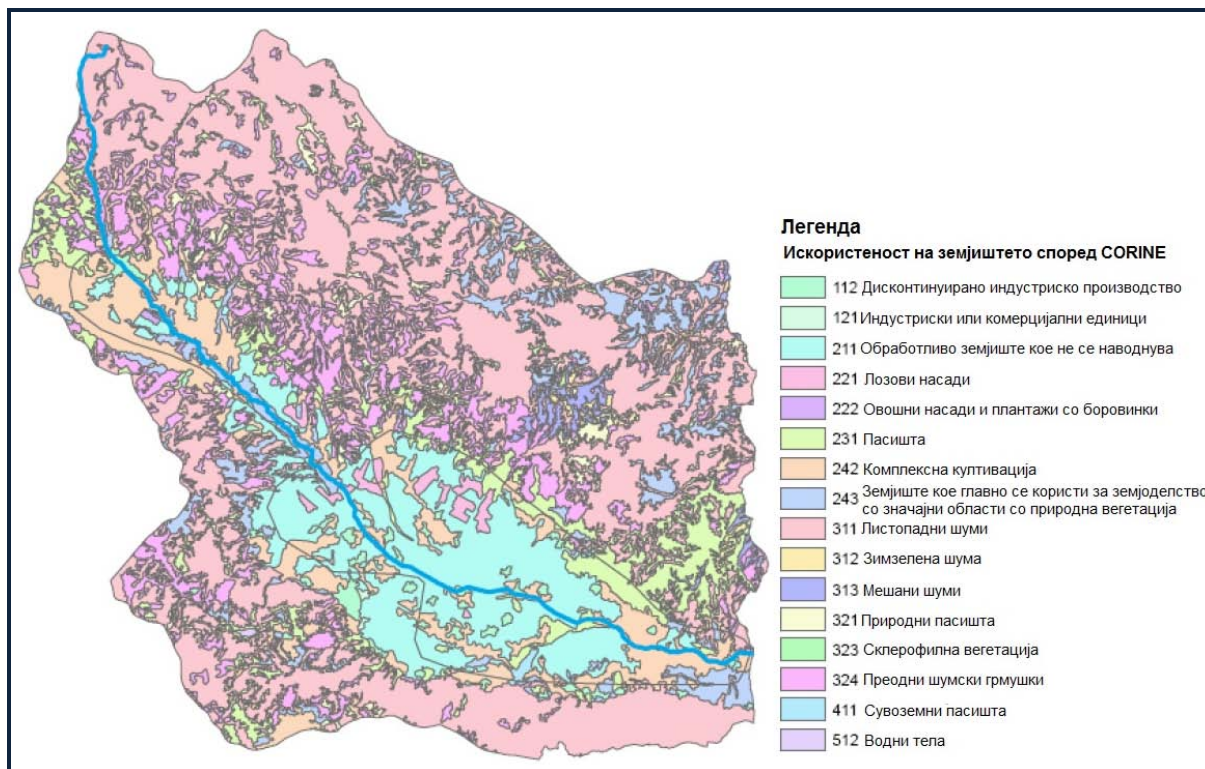 Легенда
Искористеност на земјиштето според CORINE
112 Дисконтинуирано индустриско производство
121 Индустриски или комерцијални единици
211 Обработливо земјиште кое не се наводнува
221 Лозови насади
222 Овошни насади и плантажи со боровинки
231 Пасишта
242 Комплексна култивација
243 Земјиште кое главно се користи за земјоделство
со значајни области со природна вегетација
311 Листопадни шуми
312 Зимзелена шума
313 Мешани шуми
321 Природни пасишта
323 Склерофилна вегетација
324 Преодни шумски грмушки
411 Сувоземни пасишта
512 Водни тела